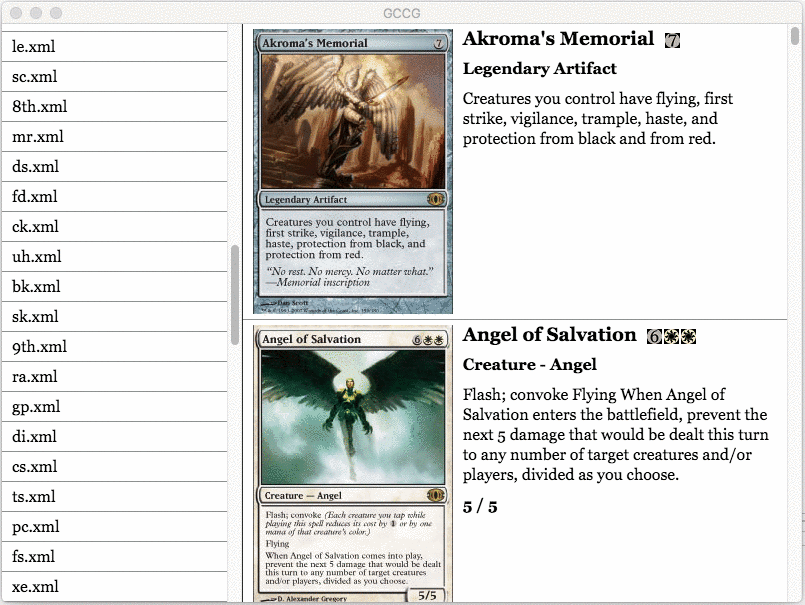 GCCG
le.xml
sc.xml
8th.xml
mr.xml
ds.xml
fd.xml
ck.xml
uh.xml
bk.xml
sk.xml
9th.xml
ra.xml
gp.xml
di.xml
cs.xml
ts.xml
pc.xml
fs.xml
xe.xml
Akroma's Memorial 7
Legendary Artifact
Creatures you control have flying,
first strike, vigilance, trample,
haste, protection from black, and
protection from red.
"No rest. No mercy. No matter what."
—Memorial inscription
Dan Scott
Akroma's Memorial 7
Legendary Artifact
Creatures you control have flying, first
strike, vigilance, trample, haste, and
protection from black and from red.
Angel of Salvation 6
Creature — Angel
Flash; convoke (Each creature you tap while
playing this spell reduces its cost by 1 or by one
mana of that creature's color.)
Flying
When Angel of Salvation comes into play,
prevent the next 5 damage that would be dealt
this turn to any number of target creatures
and/or players, divided as you choose.
D. Alexander Gregory
5/5
Angel of Salvation 6
Creature - Angel
Flash; convoke Flying When Angel of
Salvation enters the battlefield, prevent the
next 5 damage that would be dealt this turn
to any number of target creatures and/or
players, divided as you choose.
5 / 5